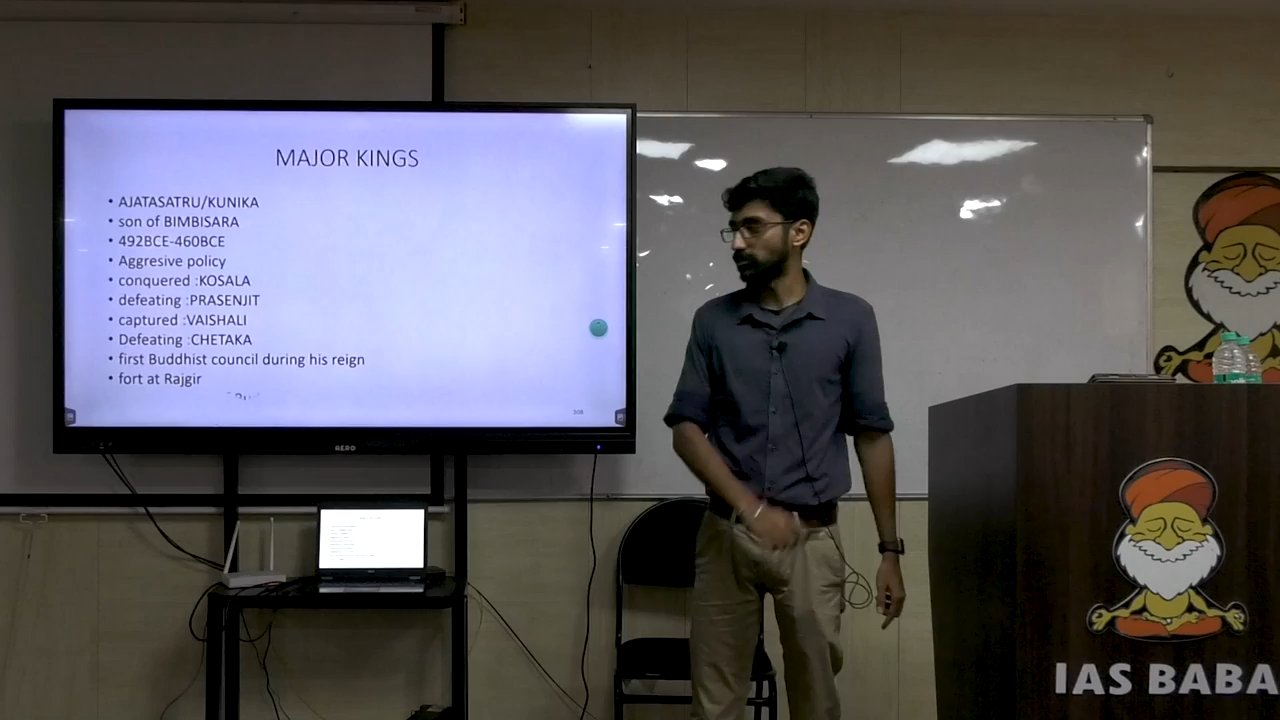 MAJOR KINGS
• AJATASATRU/KUNIKA
• son of BIMBISARA
• 492BCE-460BCE
• Aggresive policy
• conquered :KOSALA
• defeating :PRASENJIT
• captured :VAISHALI
• Defeating :CHETAKA
• first Buddhist council during his reign
• fort at Rajgir
AERO
IAS BABA